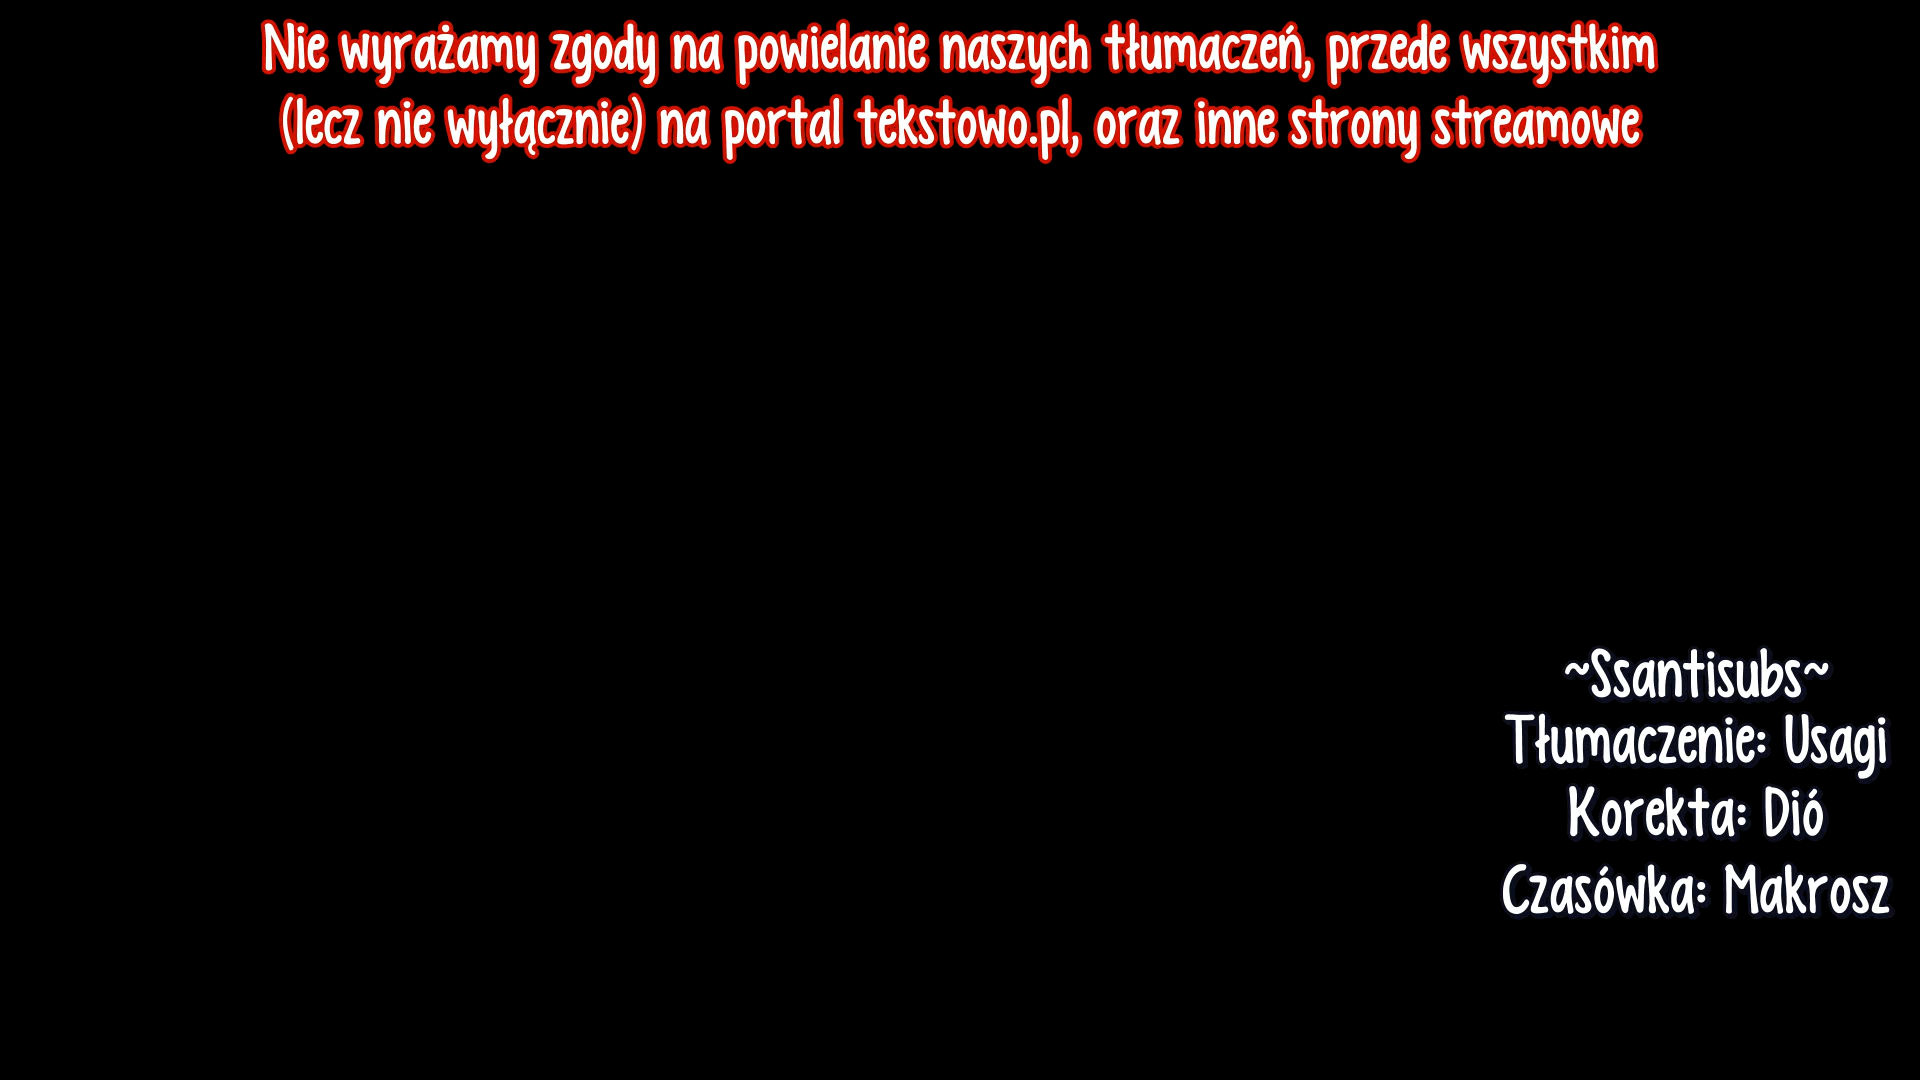 Nie wyrażamy zgody na powielanie naszych tłumaczeń, przede wszystkim
(lecz nie wyłącznie) na portal tekstowo.pl, oraz inne strony streamowe
~Ssantisubs~
Tłumaczenie: Usagi
Korekta: Dió
Czasówka: Makrosz